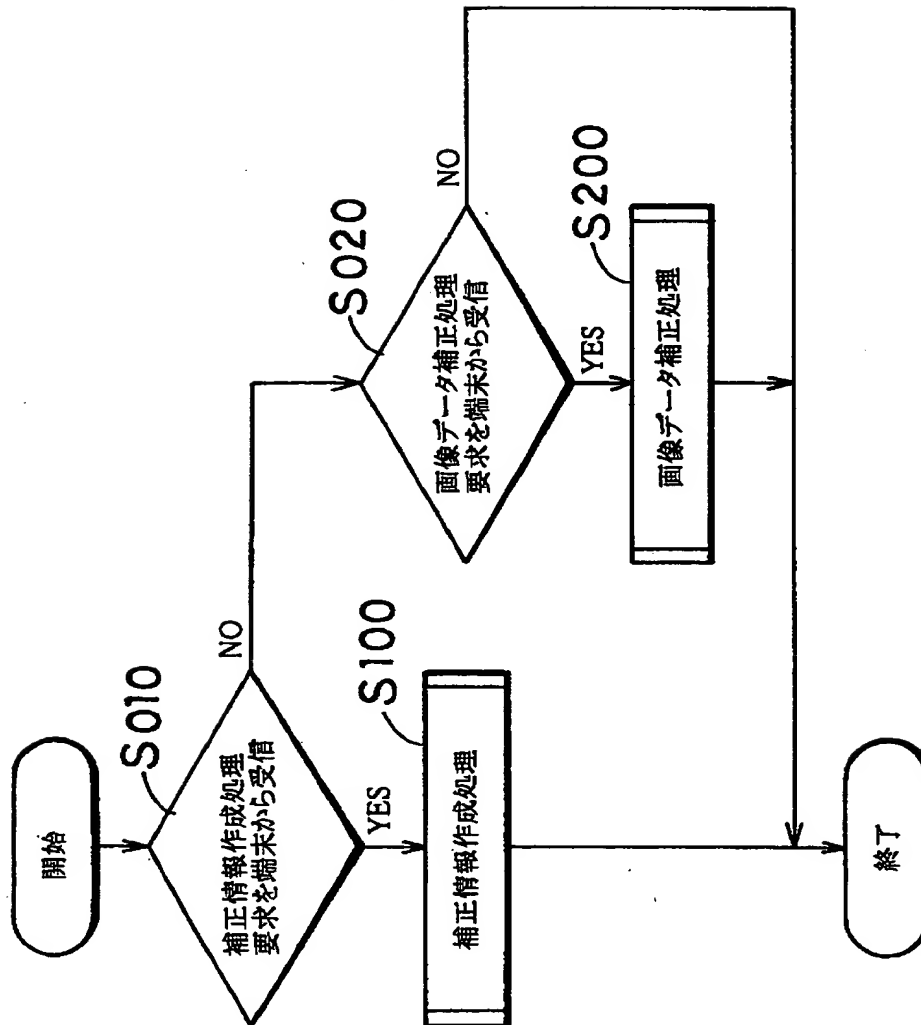 開始
S010
補正情報作成処理
要求を端末から受信
NO
YES
S100
補正情報作成処理
S020
画像データ補正処理
要求を端末から受信
NO
YES
S200
画像データ補正処理
終了